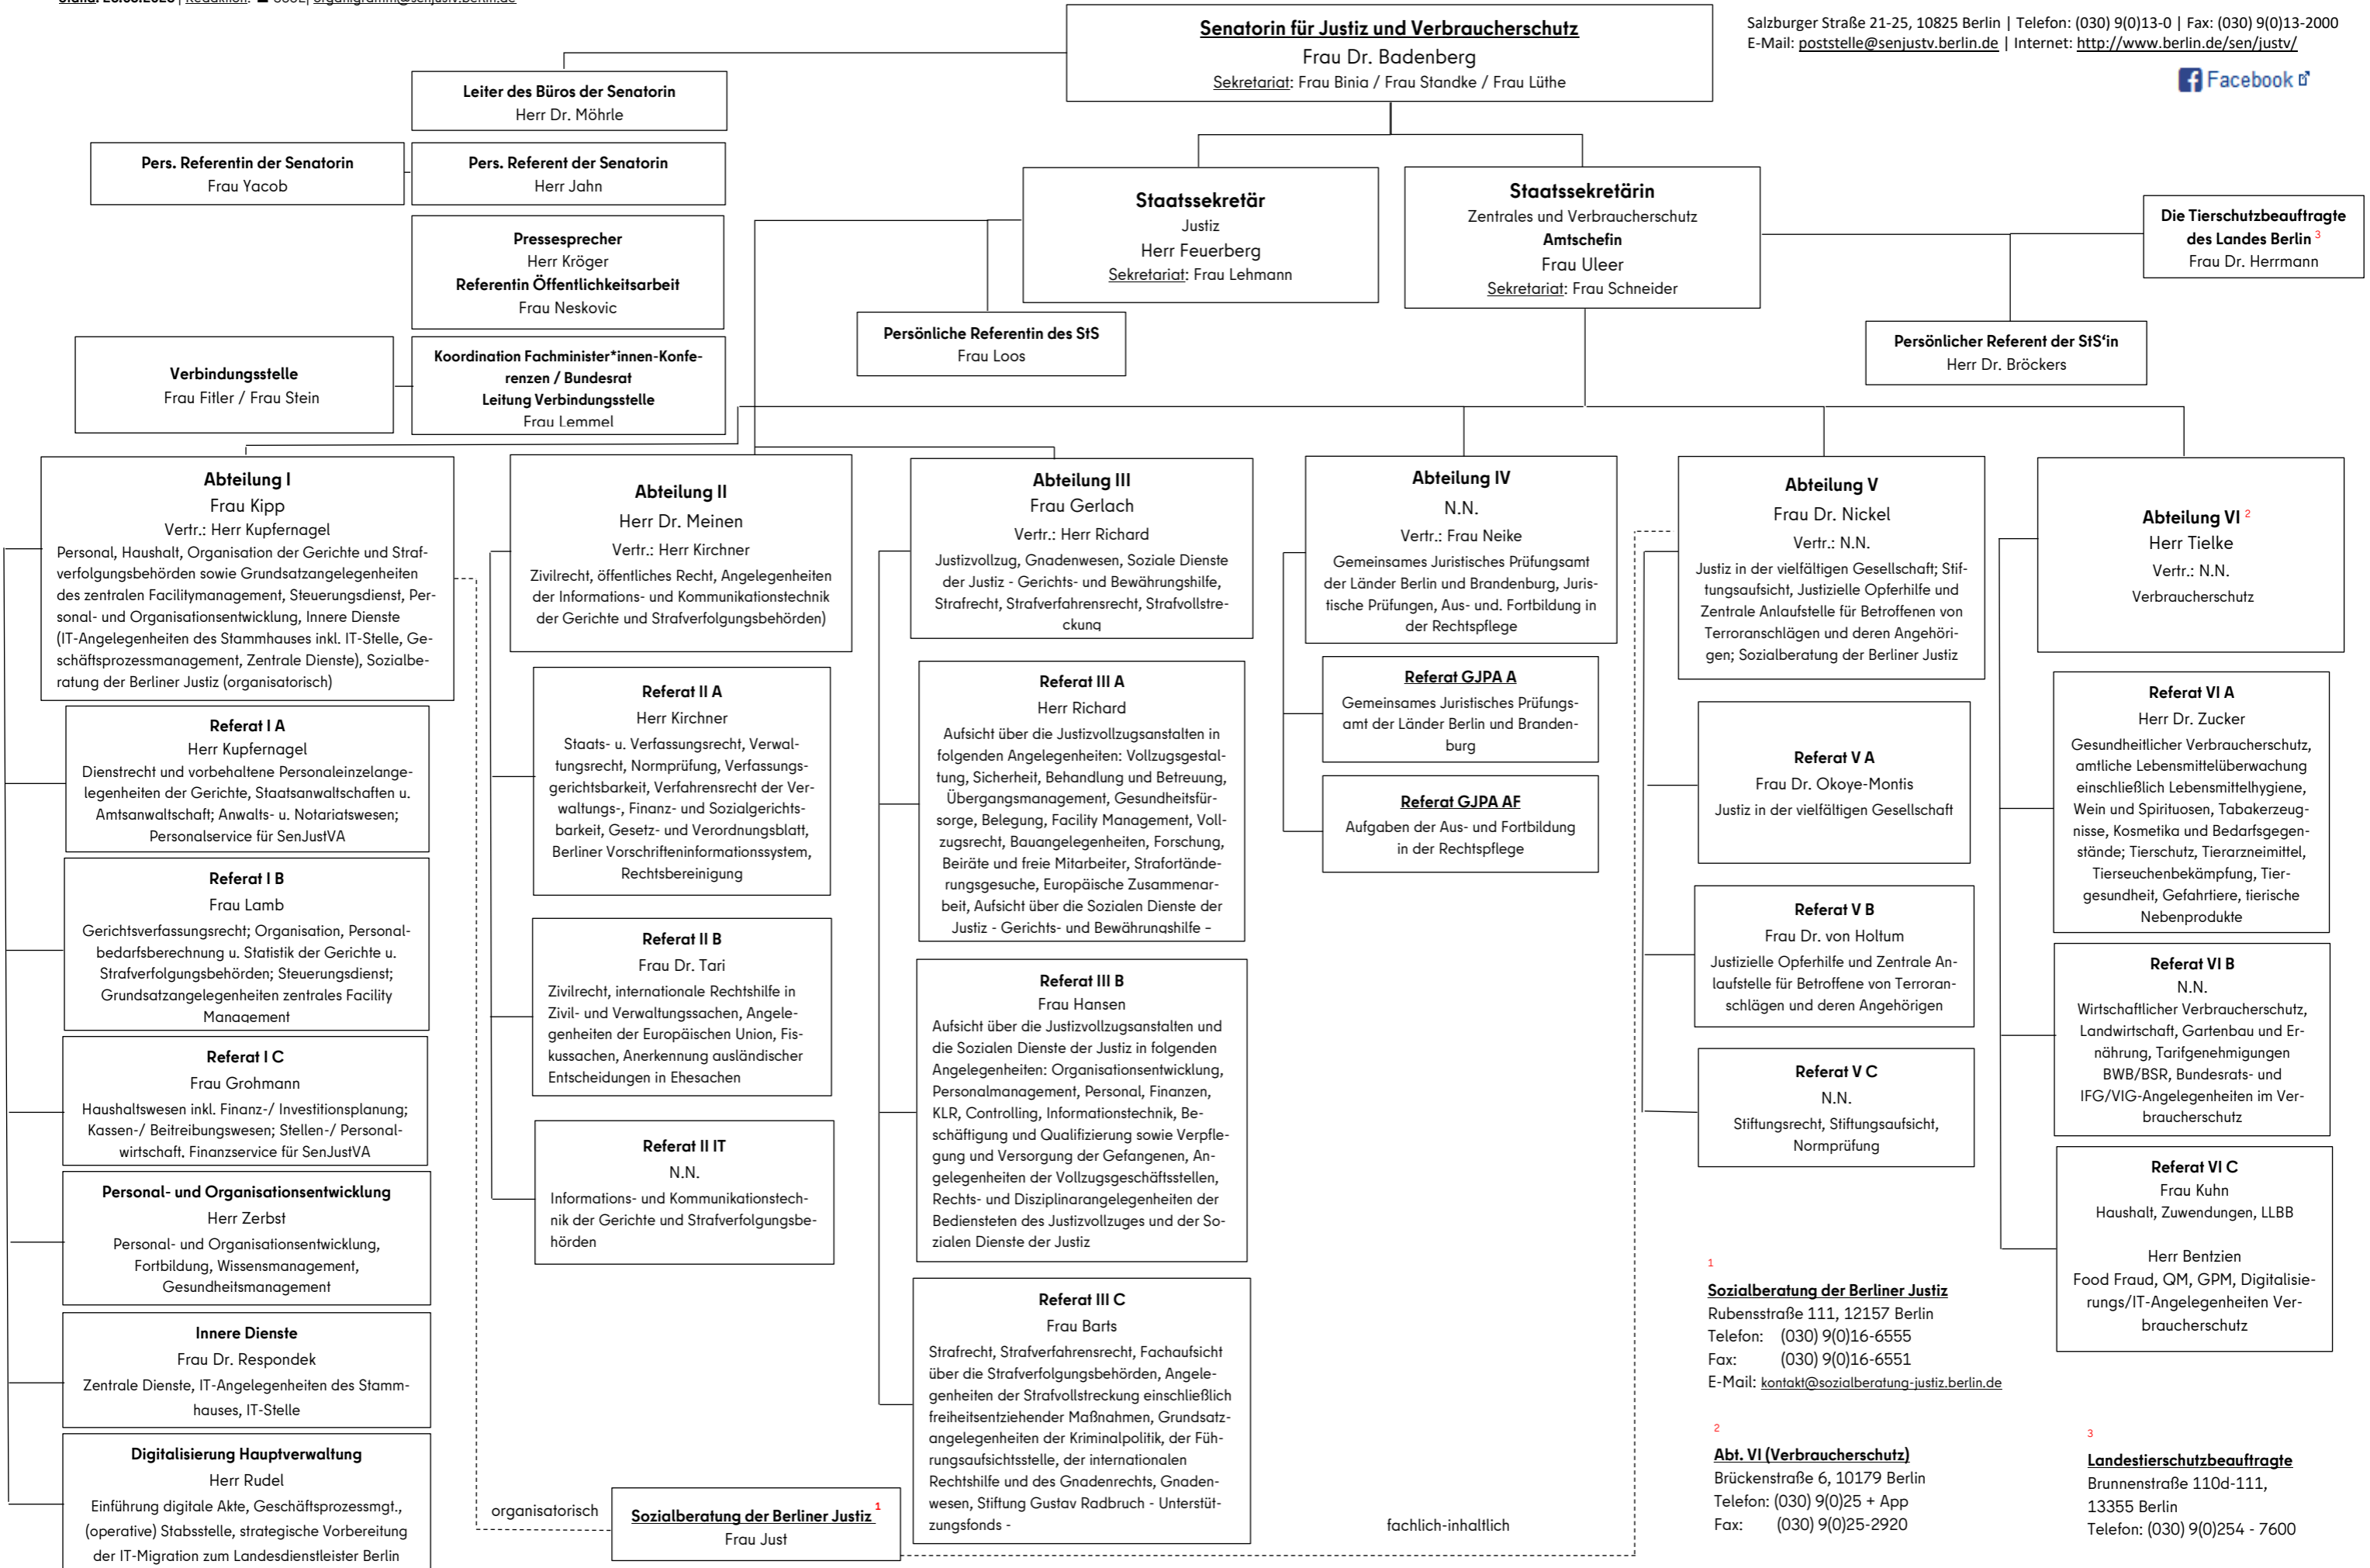 Stand: 26.05.2025 | Redaktion: ☎ 3332| organigramm@senjustv.berlin.de
Senatorin für Justiz und Verbraucherschutz
Frau Dr. Badenberg
Sekretariat: Frau Binia / Frau Standke / Frau Lüthe
Salzburger Straße 21-25, 10825 Berlin | Telefon: (030) 9(0)13-0 | Fax: (030) 9(0)13-2000
E-Mail: poststelle@senjustv.berlin.de | Internet: http://www.berlin.de/sen/justv/
Facebook
Leiter des Büros der Senatorin
Herr Dr. Möhrle
Pers. Referentin der Senatorin
Frau Yacob
Pers. Referent der Senatorin
Herr Jahn
Pressesprecher
Herr Kröger
Referentin Öffentlichkeitsarbeit
Frau Neskovic
Verbindungsstelle
Frau Fitler / Frau Stein
Koordination Fachminister*innen-Konfe-
renzen / Bundesrat
Leitung Verbindungsstelle
Frau Lemmel
Staatssekretär
Justiz
Herr Feuerberg
Sekretariat: Frau Lehmann
Persönliche Referentin des StS
Frau Loos
Staatssekretärin
Zentrales und Verbraucherschutz
Amtschefin
Frau Uleer
Sekretariat: Frau Schneider
Die Tierschutzbeauftragte
des Landes Berlin 3
Frau Dr. Herrmann
Persönlicher Referent der StS‘in
Herr Dr. Bröckers
Abteilung I
Frau Kipp
Vertr.: Herr Kupfernagel
Personal, Haushalt, Organisation der Gerichte und Straf-
verfolgungsbehörden sowie Grundsatzangelegenheiten
des zentralen Facilitymanagement, Steuerungsdienst, Per-
sonal- und Organisationsentwicklung, Innere Dienste
(IT-Angelegenheiten des Stammhauses inkl. IT-Stelle, Ge-
schäftsprozessmanagement, Zentrale Dienste), Sozialbe-
ratung der Berliner Justiz (organisatorisch)
Referat I A
Herr Kupfernagel
Dienstrecht und vorbehaltene Personaleinzelange-
legenheiten der Gerichte, Staatsanwaltschaften u.
Amtsanwaltschaft; Anwalts- u. Notariatswesen;
Personalservice für SenJustVA
Referat I B
Frau Lamb
Gerichtsverfassungsrecht; Organisation, Personal-
bedarfsberechnung u. Statistik der Gerichte u.
Strafverfolgungsbehörden; Steuerungsdienst;
Grundsatzangelegenheiten zentrales Facility
Management
Referat I C
Frau Grohmann
Haushaltswesen inkl. Finanz-/ Investitionsplanung;
Kassen-/ Beitreibungswesen; Stellen-/ Personal-
wirtschaft, Finanzservice für SenJustVA
Personal- und Organisationsentwicklung
Herr Zerbst
Personal- und Organisationsentwicklung,
Fortbildung, Wissensmanagement,
Gesundheitsmanagement
Innere Dienste
Frau Dr. Respondek
Zentrale Dienste, IT-Angelegenheiten des Stamm-
hauses, IT-Stelle
Digitalisierung Hauptverwaltung
Herr Rudel
Einführung digitale Akte, Geschäftsprozessmgt.,
(operative) Stabsstelle, strategische Vorbereitung
der IT-Migration zum Landesdienstleister Berlin
Abteilung II
Herr Dr. Meinen
Vertr.: Herr Kirchner
Zivilrecht, öffentliches Recht, Angelegenheiten
der Informations- und Kommunikationstechnik
der Gerichte und Strafverfolgungsbehörden)
Referat II A
Herr Kirchner
Staats- u. Verfassungsrecht, Verwal-
tungsrecht, Normprüfung, Verfassungs-
gerichtsbarkeit, Verfahrensrecht der Ver-
waltungs-, Finanz- und Sozialgerichts-
barkeit, Gesetz- und Verordnungsblatt,
Berliner Vorschrifteninformationssystem,
Rechtsbereinigung
Referat II B
Frau Dr. Tari
Zivilrecht, internationale Rechtshilfe in
Zivil- und Verwaltungssachen, Angele-
genheiten der Europäischen Union, Fis-
kussachen, Anerkennung ausländischer
Entscheidungen in Ehesachen
Referat II IT
N.N.
Informations- und Kommunikationstech-
nik der Gerichte und Strafverfolgungsbe-
hörden
organisatorisch
Sozialberatung der Berliner Justiz 1
Frau Just
fachlich-inhaltlich
Abteilung III
Frau Gerlach
Vertr.: Herr Richard
Justizvollzug, Gnadenwesen, Soziale Dienste
der Justiz - Gerichts- und Bewährungshilfe,
Strafrecht, Strafverfahrensrecht, Strafvollstre-
ckung
Referat III A
Herr Richard
Aufsicht über die Justizvollzugsanstalten in
folgenden Angelegenheiten: Vollzugsgestal-
tung, Sicherheit, Behandlung und Betreuung,
Übergangsmanagement, Gesundheitsfür-
sorge, Belegung, Facility Management, Voll-
zugsrecht, Bauangelegenheiten, Forschung,
Beiräte und freie Mitarbeiter, Strafortände-
rungsgesuche, Europäische Zusammenar-
beit, Aufsicht über die Sozialen Dienste der
Justiz - Gerichts- und Bewährungshilfe –
Referat III B
Frau Hansen
Aufsicht über die Justizvollzugsanstalten und
die Sozialen Dienste der Justiz in folgenden
Angelegenheiten: Organisationsentwicklung,
Personalmanagement, Personal, Finanzen,
KLR, Controlling, Informationstechnik, Be-
schäftigung und Qualifizierung sowie Verpfle-
gung und Versorgung der Gefangenen, An-
gelegenheiten der Vollzugsgeschäftsstellen,
Rechts- und Disziplinarangelegenheiten der
Bediensteten des Justizvollzuges und der So-
zialen Dienste der Justiz
Referat III C
Frau Barts
Strafrecht, Strafverfahrensrecht, Fachaufsicht
über die Strafverfolgungsbehörden, Angele-
genheiten der Strafvollstreckung einschließlich
freiheitsentziehender Maßnahmen, Grundsatz-
angelegenheiten der Kriminalpolitik, der Füh-
rungsaufsichtsstelle, der internationalen
Rechtshilfe und des Gnadenrechts, Gnaden-
wesen, Stiftung Gustav Radbruch - Unterstüt-
zungsfonds -
Abteilung IV
N.N.
Vertr.: Frau Neike
Gemeinsames Juristisches Prüfungsamt
der Länder Berlin und Brandenburg, Juris-
tische Prüfungen, Aus- und. Fortbildung in
der Rechtspflege
Referat GJPA A
Gemeinsames Juristisches Prüfungs-
amt der Länder Berlin und Branden-
burg
Referat GJPA AF
Aufgaben der Aus- und Fortbildung
in der Rechtspflege
Abteilung V
Frau Dr. Nickel
Vertr.: N.N.
Justiz in der vielfältigen Gesellschaft; Stif-
tungsaufsicht, Justizielle Opferhilfe und
Zentrale Anlaufstelle für Betroffenen von
Terroranschlägen und deren Angehöri-
gen; Sozialberatung der Berliner Justiz
Referat V A
Frau Dr. Okoye-Montis
Justiz in der vielfältigen Gesellschaft
Referat V B
Frau Dr. von Holtum
Justizielle Opferhilfe und Zentrale An-
laufstelle für Betroffene von Terroran-
schlägen und deren Angehörigen
Referat V C
N.N.
Stiftungsrecht, Stiftungsaufsicht,
Normprüfung
Abteilung VI 2
Herr Tielke
Vertr.: N.N.
Verbraucherschutz
Referat VI A
Herr Dr. Zucker
Gesundheitlicher Verbraucherschutz,
amtliche Lebensmittelüberwachung
einschließlich Lebensmittelhygiene,
Wein und Spirituosen, Tabakerzeug-
nisse, Kosmetika und Bedarfsgegen-
stände; Tierschutz, Tierarzneimittel,
Tierseuchenbekämpfung, Tier-
gesundheit, Gefahrtiere, tierische
Nebenprodukte
Referat VI B
N.N.
Wirtschaftlicher Verbraucherschutz,
Landwirtschaft, Gartenbau und Er-
nährung, Tarifgenehmigungen
BWB/BSR, Bundesrats- und
IFG/VIG-Angelegenheiten im Ver-
braucherschutz
Referat VI C
Frau Kuhn
Haushalt, Zuwendungen, LLBB
Herr Bentzien
Food Fraud, QM, GPM, Digitalisie-
rungs/IT-Angelegenheiten Ver-
braucherschutz
1
Sozialberatung der Berliner Justiz
Rubensstraße 111, 12157 Berlin
Telefon: (030) 9(0)16-6555
Fax: (030) 9(0)16-6551
E-Mail: kontakt@sozialberatung-justiz.berlin.de
2
Abt. VI (Verbraucherschutz)
Brückenstraße 6, 10179 Berlin
Telefon: (030) 9(0)25 + App
Fax: (030) 9(0)25-2920
3
Landestierschutzbeauftragte
Brunnenstraße 110d-111,
13355 Berlin
Telefon: (030) 9(0)254 - 7600